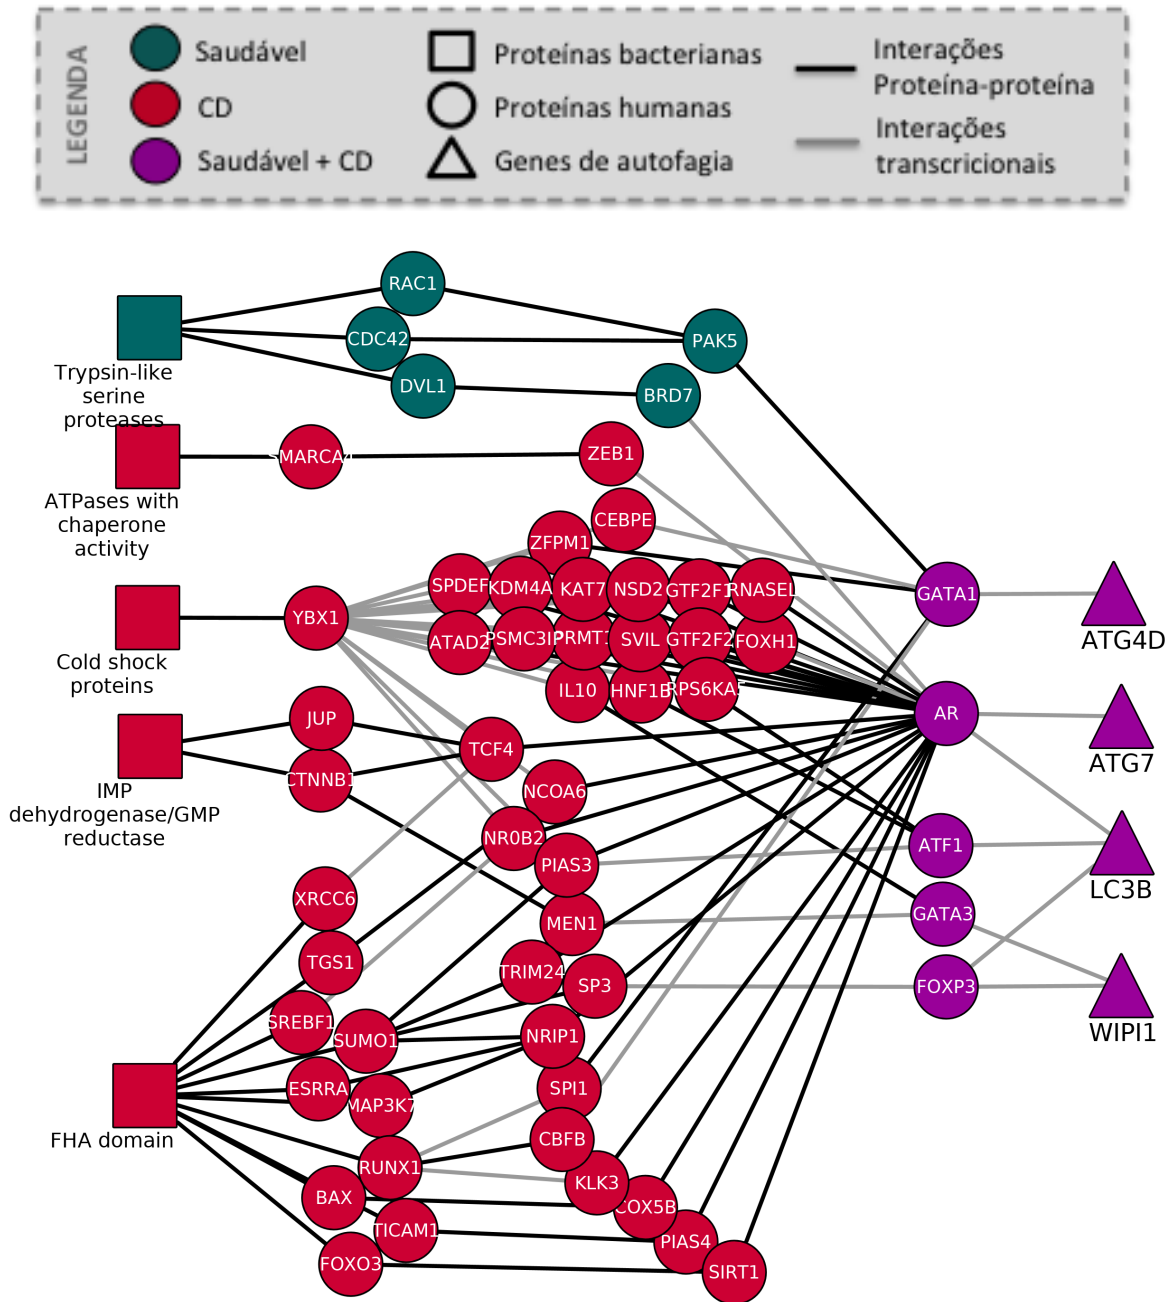 LEGENDA
Saudável
CD
Saudável + CD
Proteínas bacterianas
Proteínas humanas
Genes de autofagia
Interações
Proteína-proteína
Interações
transcricionais
RAC1
CDC42
PAK5
DVL1
BRD7
Trypsin-like
serine
proteases
SMARCA4
ZEB1
ATPases with
chaperone
activity
CEBPE
ZFPM1
SPDEF
KDM4A
KAT7
NSD2
GTF2F1
RNASEL
GATA1
ATG4D
YBX1
ATAD2
PSMC3IP
PRMT1
SVIL
GTF2F2
FOXH1
Cold shock
proteins
IL10
HNF1B
RPS6KA5
AR
ATG7
JUP
TCF4
CTNNB1
NCOA6
IMP
dehydrogenase/GMP
reductase
NR0B2
PIAS3
ATF1
LC3B
XRCC6
MEN1
GATA3
TGS1
TRIM24
SP3
FOXP3
WIPI1
SREBF1
SUMO1
NRIP1
ESRRA
MAP3K7
SPI1
FHA domain
CBFB
RUNX1
KLK3
BAX
COX5B
TICAM1
PIAS4
FOXO3
SIRT1